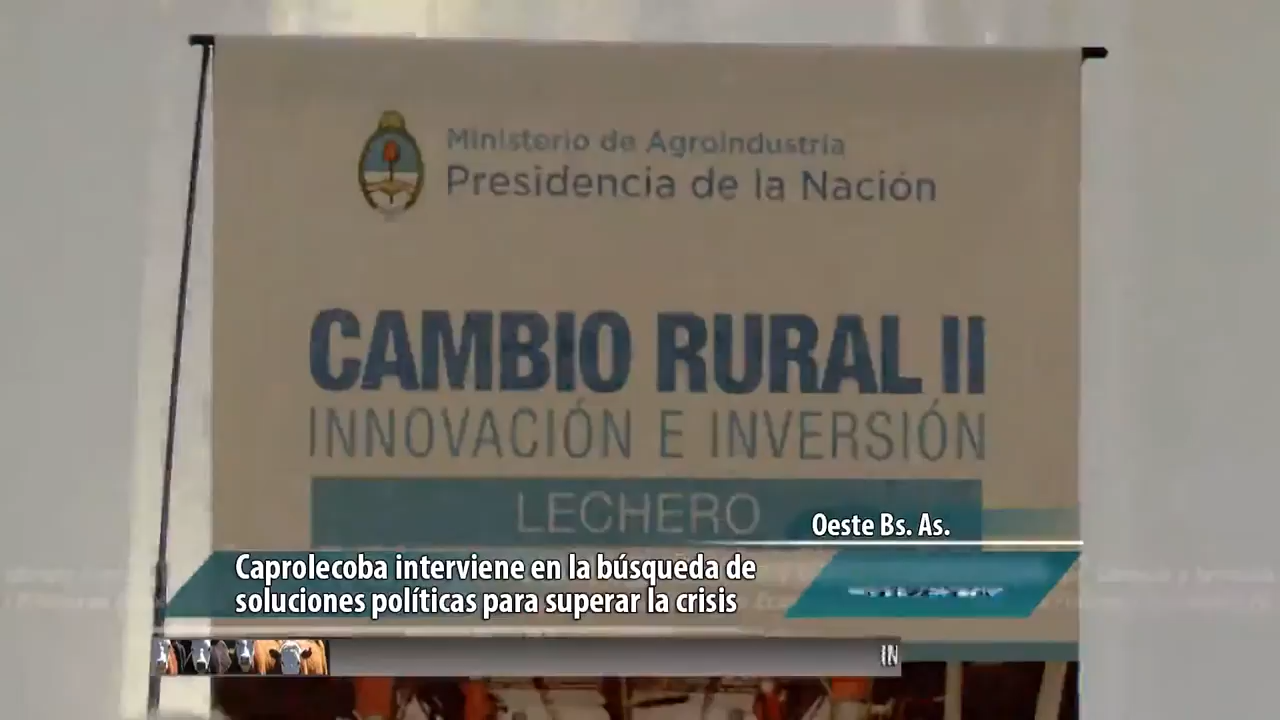 Ministerio de Agroindustria
Presidencia de la Nación
CAMBIO RURAL II
INNOVACIÓN E INVERSIÓN
LECHERO
Oeste Bs. As.
Caprolecoba interviene en la búsqueda de
soluciones políticas para superar la crisis
IN